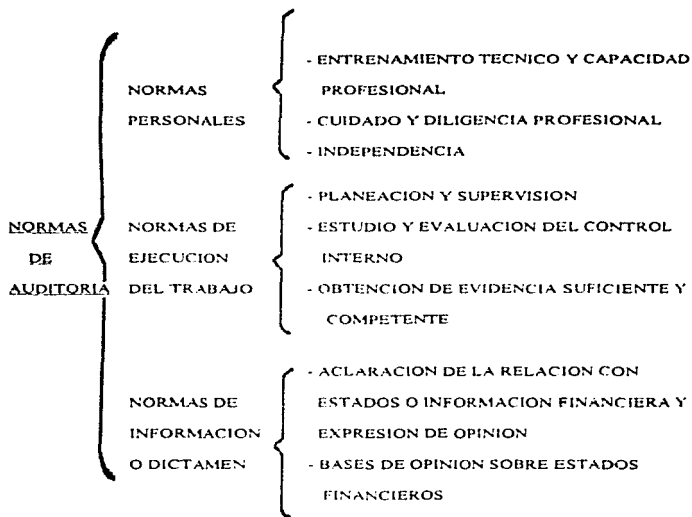 NORMAS
DE
AUDITORIA
NORMAS
PERSONALES
- ENTRENAMIENTO TECNICO Y CAPACIDAD
PROFESIONAL
- CUIDADO Y DILIGENCIA PROFESIONAL
- INDEPENDENCIA
NORMAS DE
EJECUCION
DEL TRABAJO
- PLANEACION Y SUPERVISION
- ESTUDIO Y EVALUACION DEL CONTROL
INTERNO
- OBTENCION DE EVIDENCIA SUFICIENTE Y
COMPETENTE
NORMAS DE
INFORMACION
O DICTAMEN
- ACLARACION DE LA RELACION CON
ESTADOS O INFORMACION FINANCIERA Y
EXPRESION DE OPINION
- BASES DE OPINION SOBRE ESTADOS
FINANCIEROS